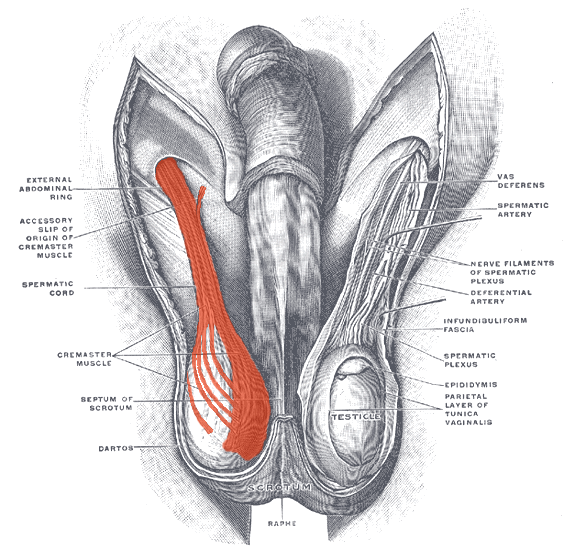 EXTERNAL
ABDOMINAL
RING
ACCESSORY
SLIP OF
ORIGIN OF
CREMASTER
MUSCLE
SPERMATIC
CORD
CREMASTER
MUSCLE
SEPTUM OF
SCROTUM
DARTOS
VAS
DEFERENS
SPERMATIC
ARTERY
NERVE FILAMENTS
OF SPERMATIC
PLEXUS
DEFERENTIAL
ARTERY
INFUNDIBULIFORM
FASCIA
SPERMATIC
PLEXUS
EPIDIDYMIS
PARIETAL
LAYER OF
TUNICA
VAGINALIS
TESTICLE
SCROTUM
RAPHE